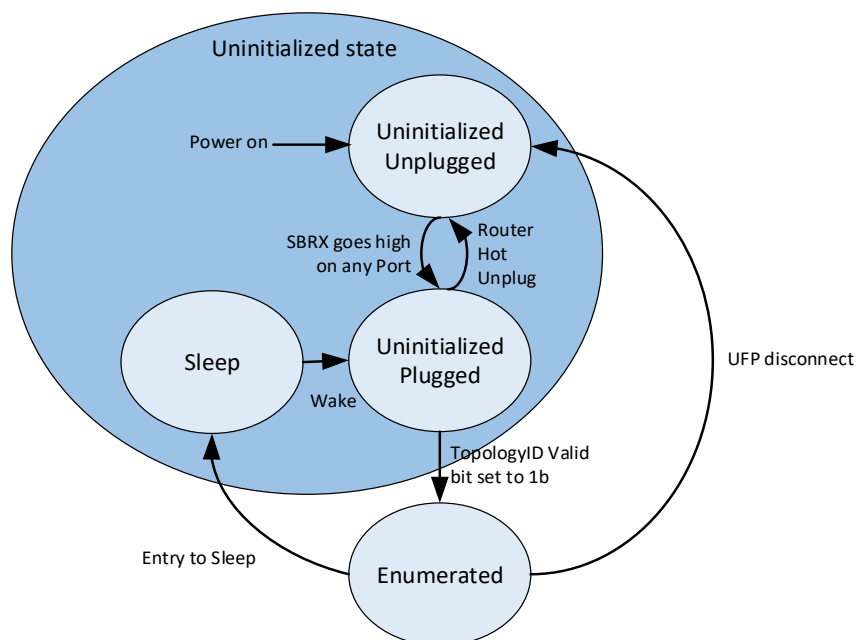 Uninitialized state
Uninitialized
Unplugged
Power on
SBRX goes high
on any Port
Router
Hot
Unplug
Sleep
Wake
Uninitialized
Plugged
UFP disconnect
TopologyID Valid
bit set to 1b
Entry to Sleep
Enumerated